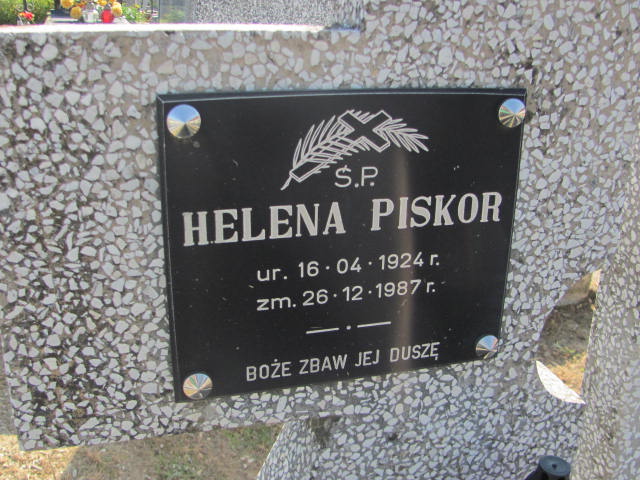 Ś.P.
HELENA PISKOR
ur. 16·04·1924 r.
zm. 26·12·1987 r.
BOŻE ZBAW JEJ DUSZĘ